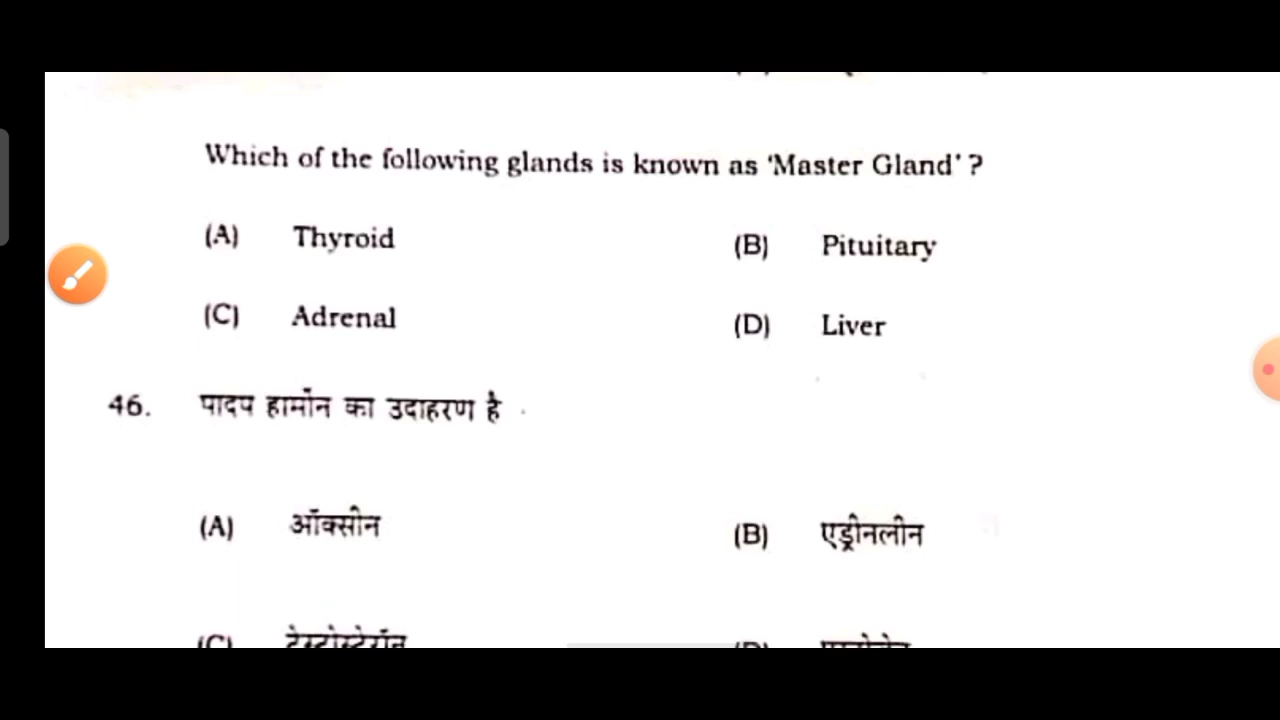 Which of the following glands is known as ‘Master Gland’ ?
(A) Thyroid (B) Pituitary
(C) Adrenal (D) Liver
46. पादप हार्मोन का उदाहरण है
(A) ऑक्सीन (B) एड्रीनलीन
(C) टेस्टोस्टेरॉन (D)